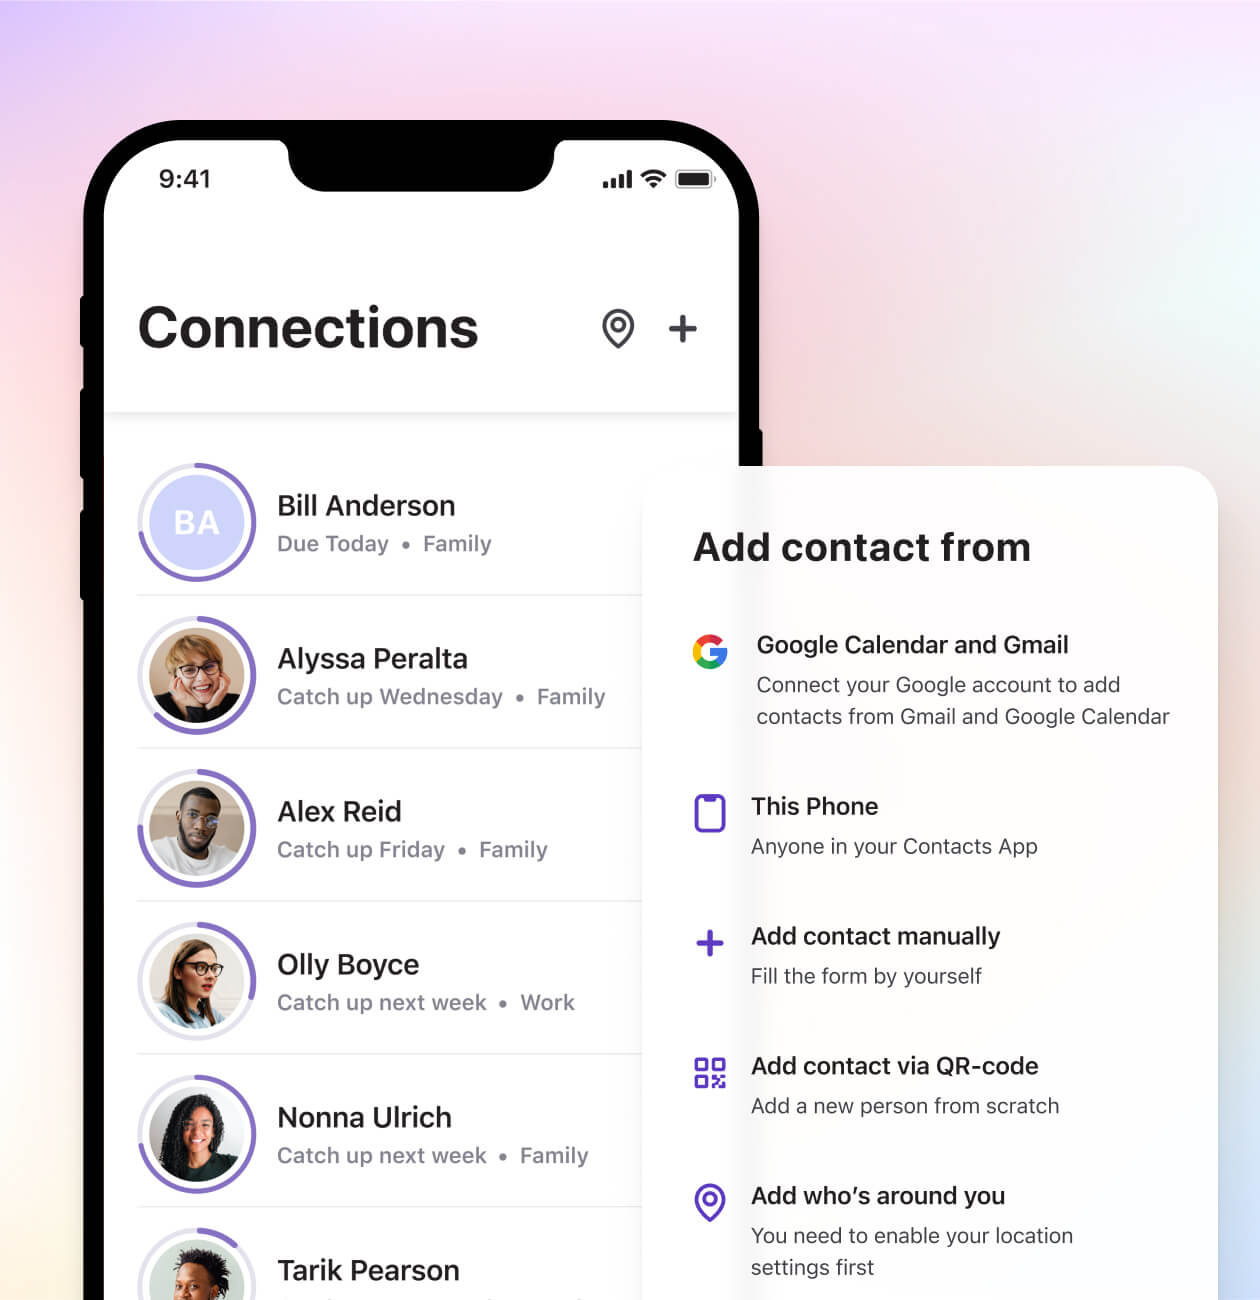 9:41
Connections
BA
Bill Anderson
Due Today • Family
Alyssa Peralta
Catch up Wednesday • Family
Alex Reid
Catch up Friday • Family
Olly Boyce
Catch up next week • Work
Nonna Ulrich
Catch up next week • Family
Tarik Pearson
Add contact from
Google Calendar and Gmail
Connect your Google account to add
contacts from Gmail and Google Calendar
This Phone
Anyone in your Contacts App
Add contact manually
Fill the form by yourself
Add contact via QR-code
Add a new person from scratch
Add who’s around you
You need to enable your location
settings first